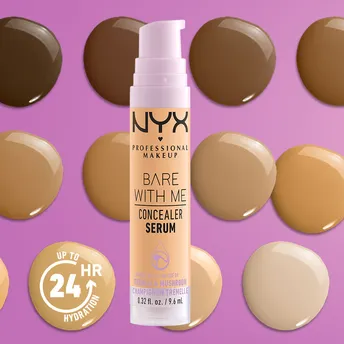 NYX
PROFESSIONAL
MAKEUP
BARE
WITH ME
CONCEALER
SERUM
MUSHROOM
0.32 fl. oz. / 9.6 mL
UP TO
24 HR
HYDRATION